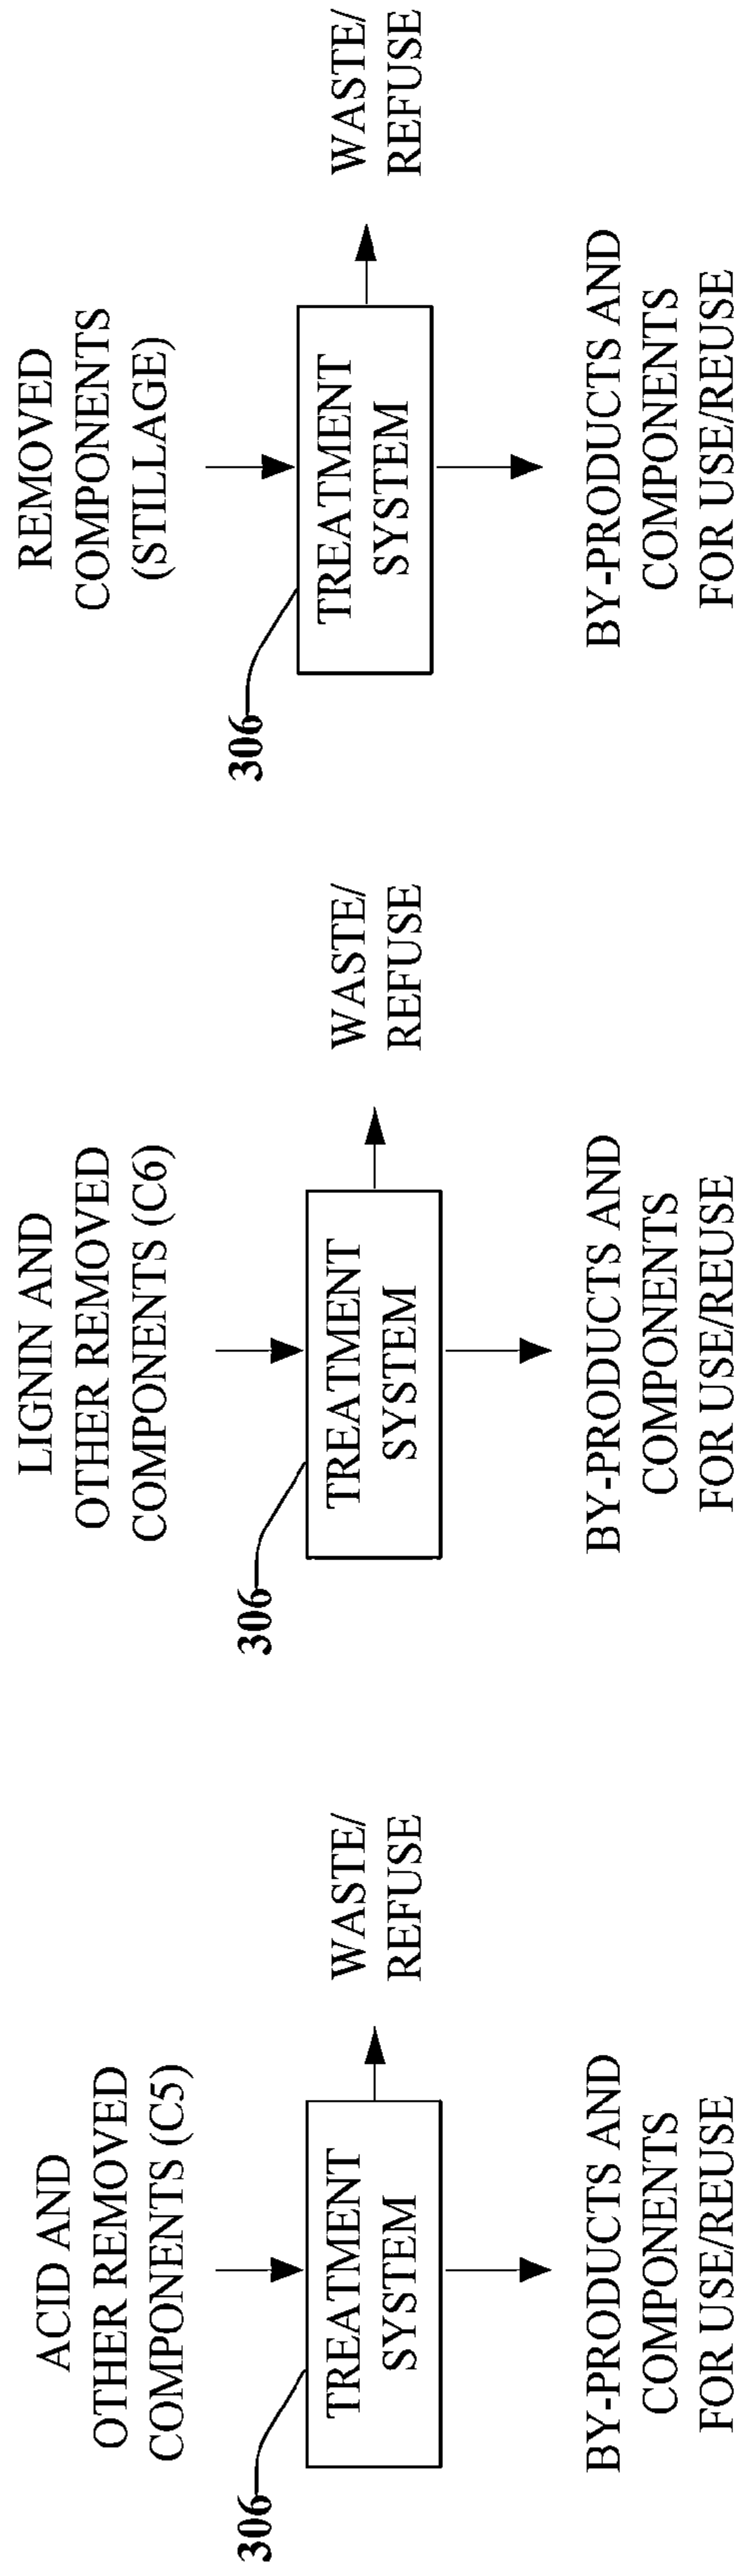 ACID AND
OTHER REMOVED
COMPONENTS (C5)
306
TREATMENT
SYSTEM
WASTE/
REFUSE
BY-PRODUCTS AND
COMPONENTS
FOR USE/REUSE
LIGNIN AND
OTHER REMOVED
COMPONENTS (C6)
306
TREATMENT
SYSTEM
WASTE/
REFUSE
BY-PRODUCTS AND
COMPONENTS
FOR USE/REUSE
REMOVED
COMPONENTS
(STILLAGE)
306
TREATMENT
SYSTEM
WASTE/
REFUSE
BY-PRODUCTS AND
COMPONENTS
FOR USE/REUSE